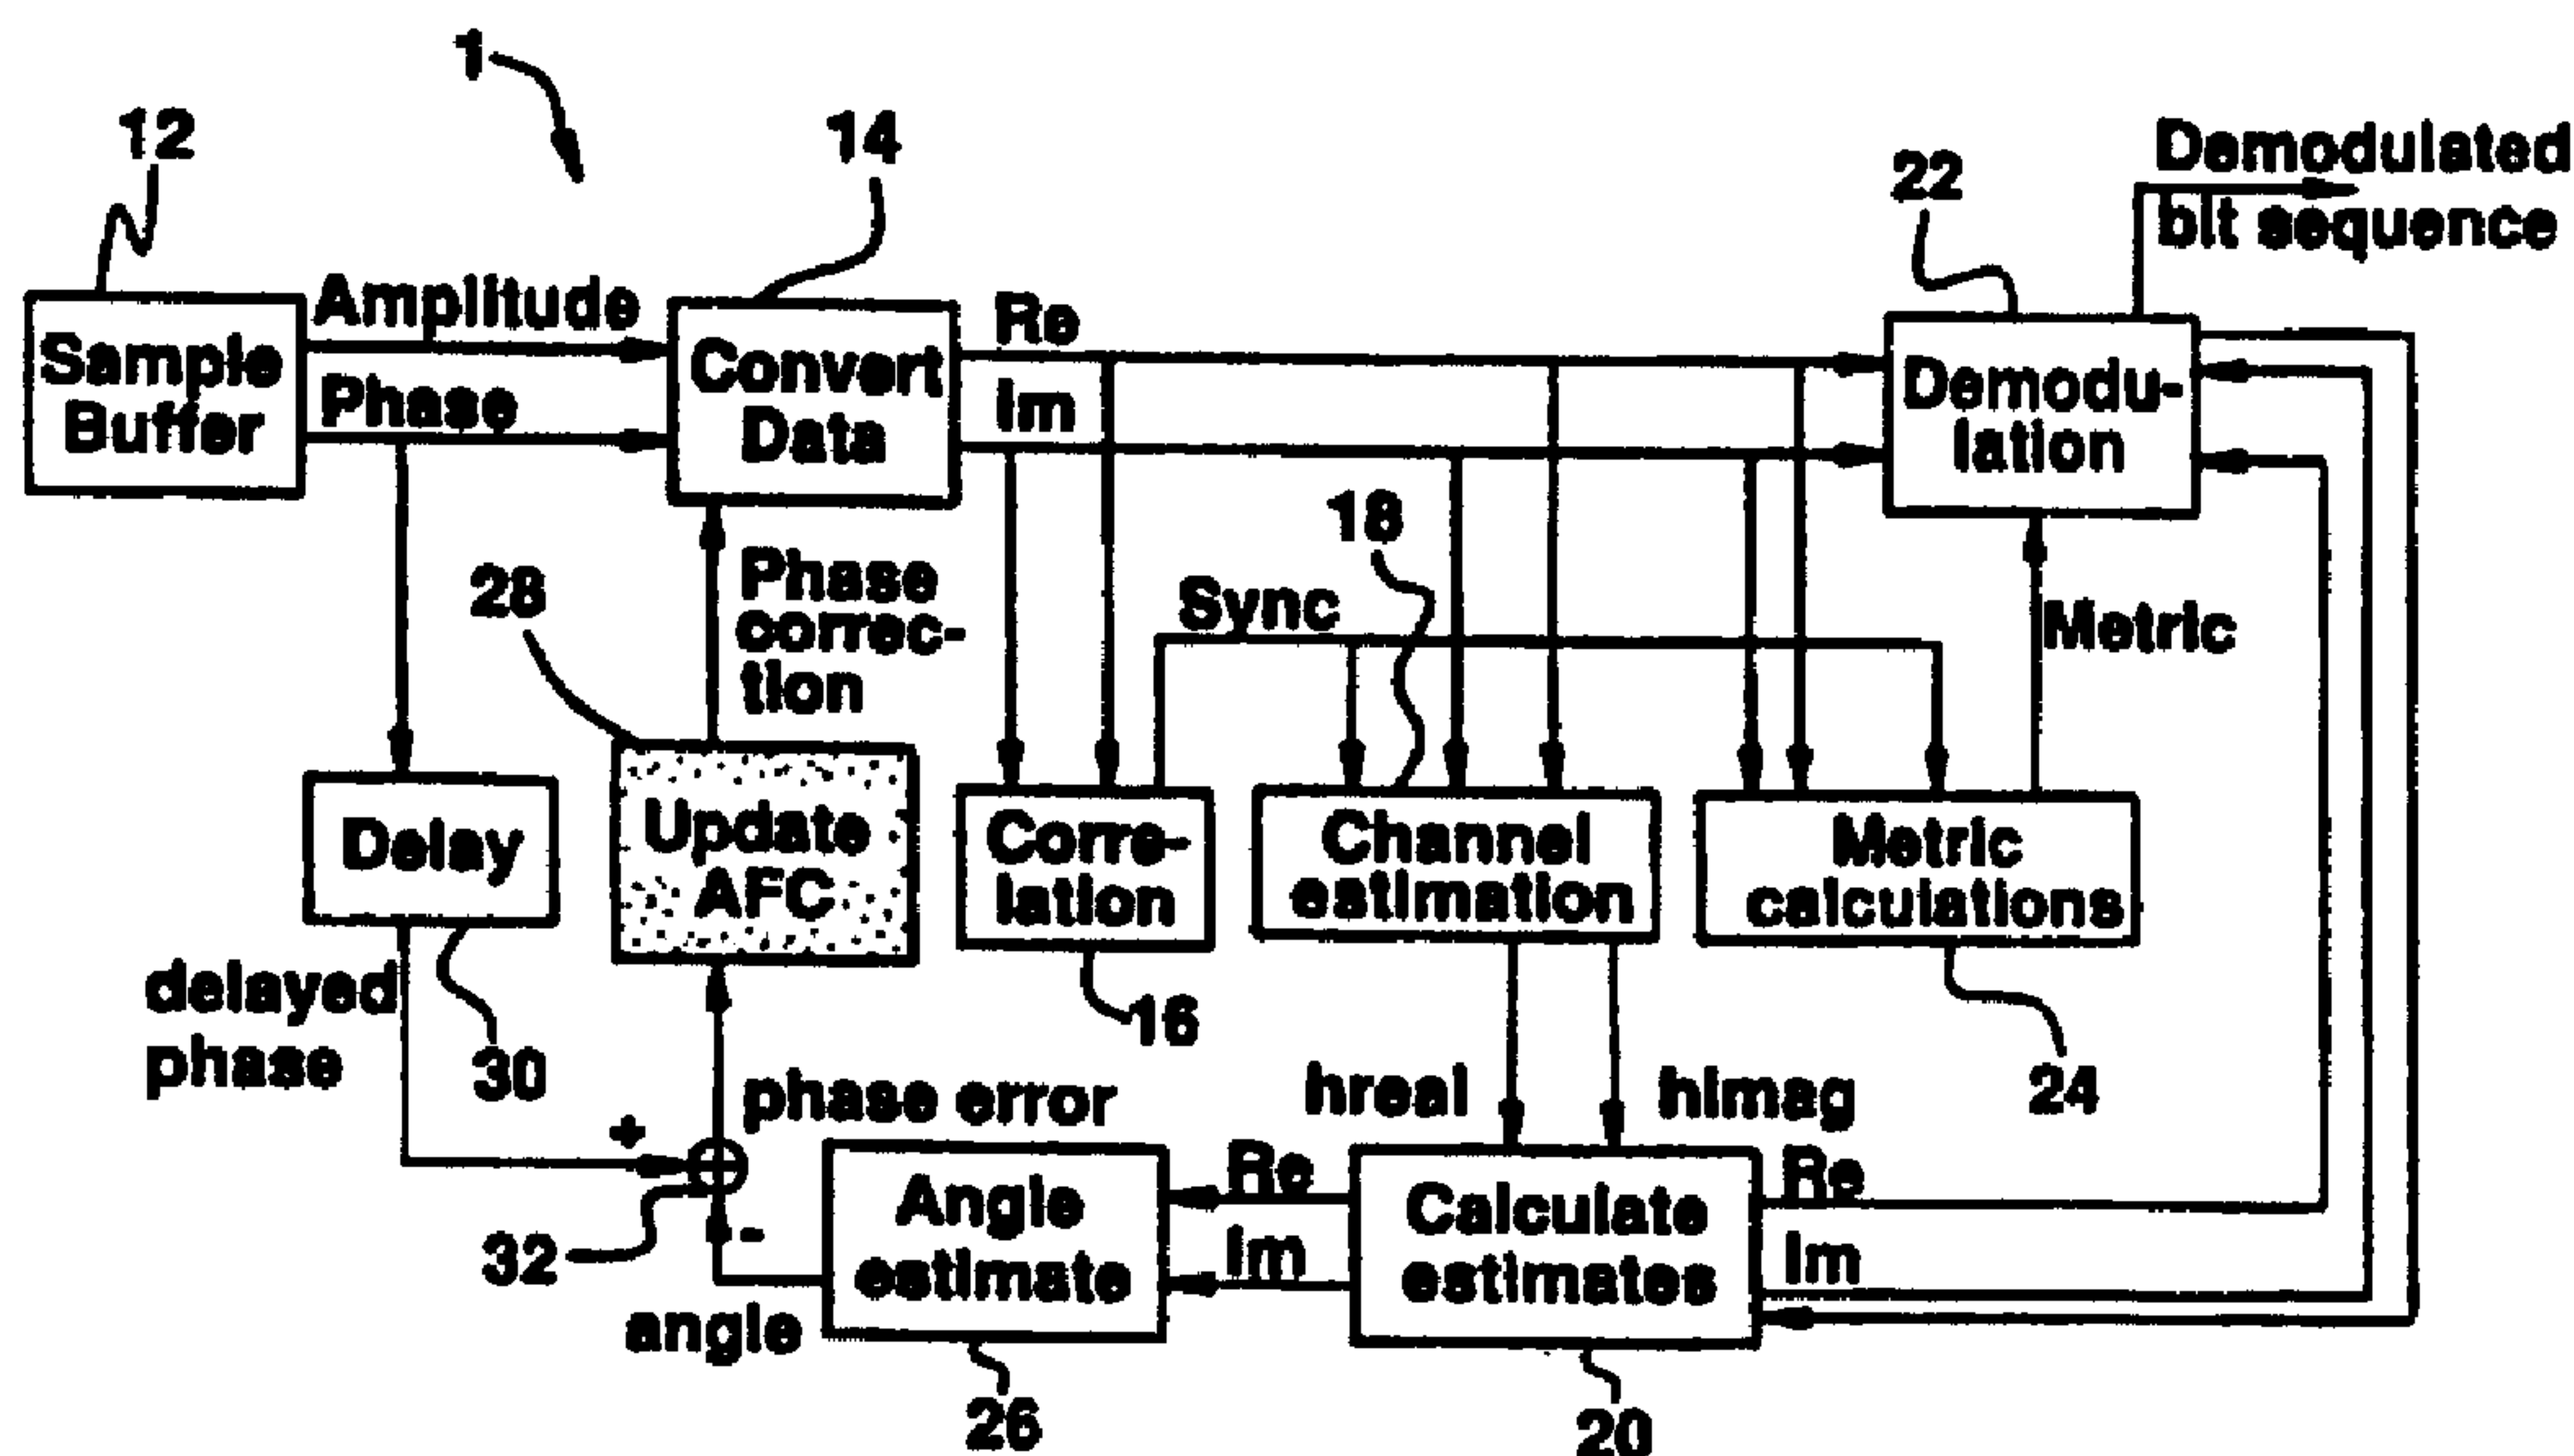 1
12
14
22
Demodulated
bit sequence
Amplitude
Sample
Buffer
Phase
Convert
Data
Re
Im
Demodu-
lation
18
28
Phase
correc-
tion
Sync
Metric
Delay
Update
AFC
Corre-
lation
Channel
estimation
Metric
calculations
delayed
phase
30
16
24
phase error
hreal
himag
+
-
32
angle
Angle
estimate
Re
Im
Calculate
estimates
Re
Im
26
20